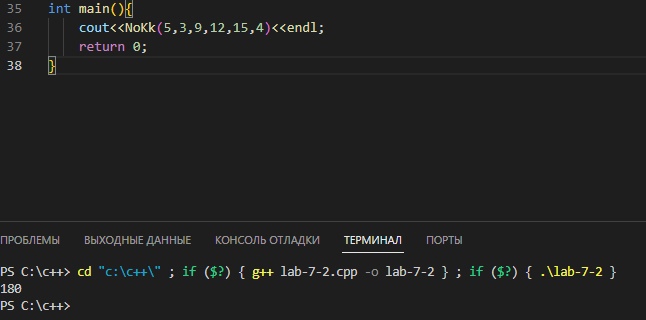 35 int main(){
36 cout<<NoKk(5,3,9,12,15,4)<<endl;
37 return 0;
38 }
ПРОБЛЕМЫ ВЫХОДНЫЕ ДАННЫЕ КОНСОЛЬ ОТЛАДКИ ТЕРМИНАЛ ПОРТЫ
PS C:\c++> cd "c:\c++\" ; if ($?) { g++ lab-7-2.cpp -o lab-7-2 } ; if ($?) { .\lab-7-2 }
180
PS C:\c++>